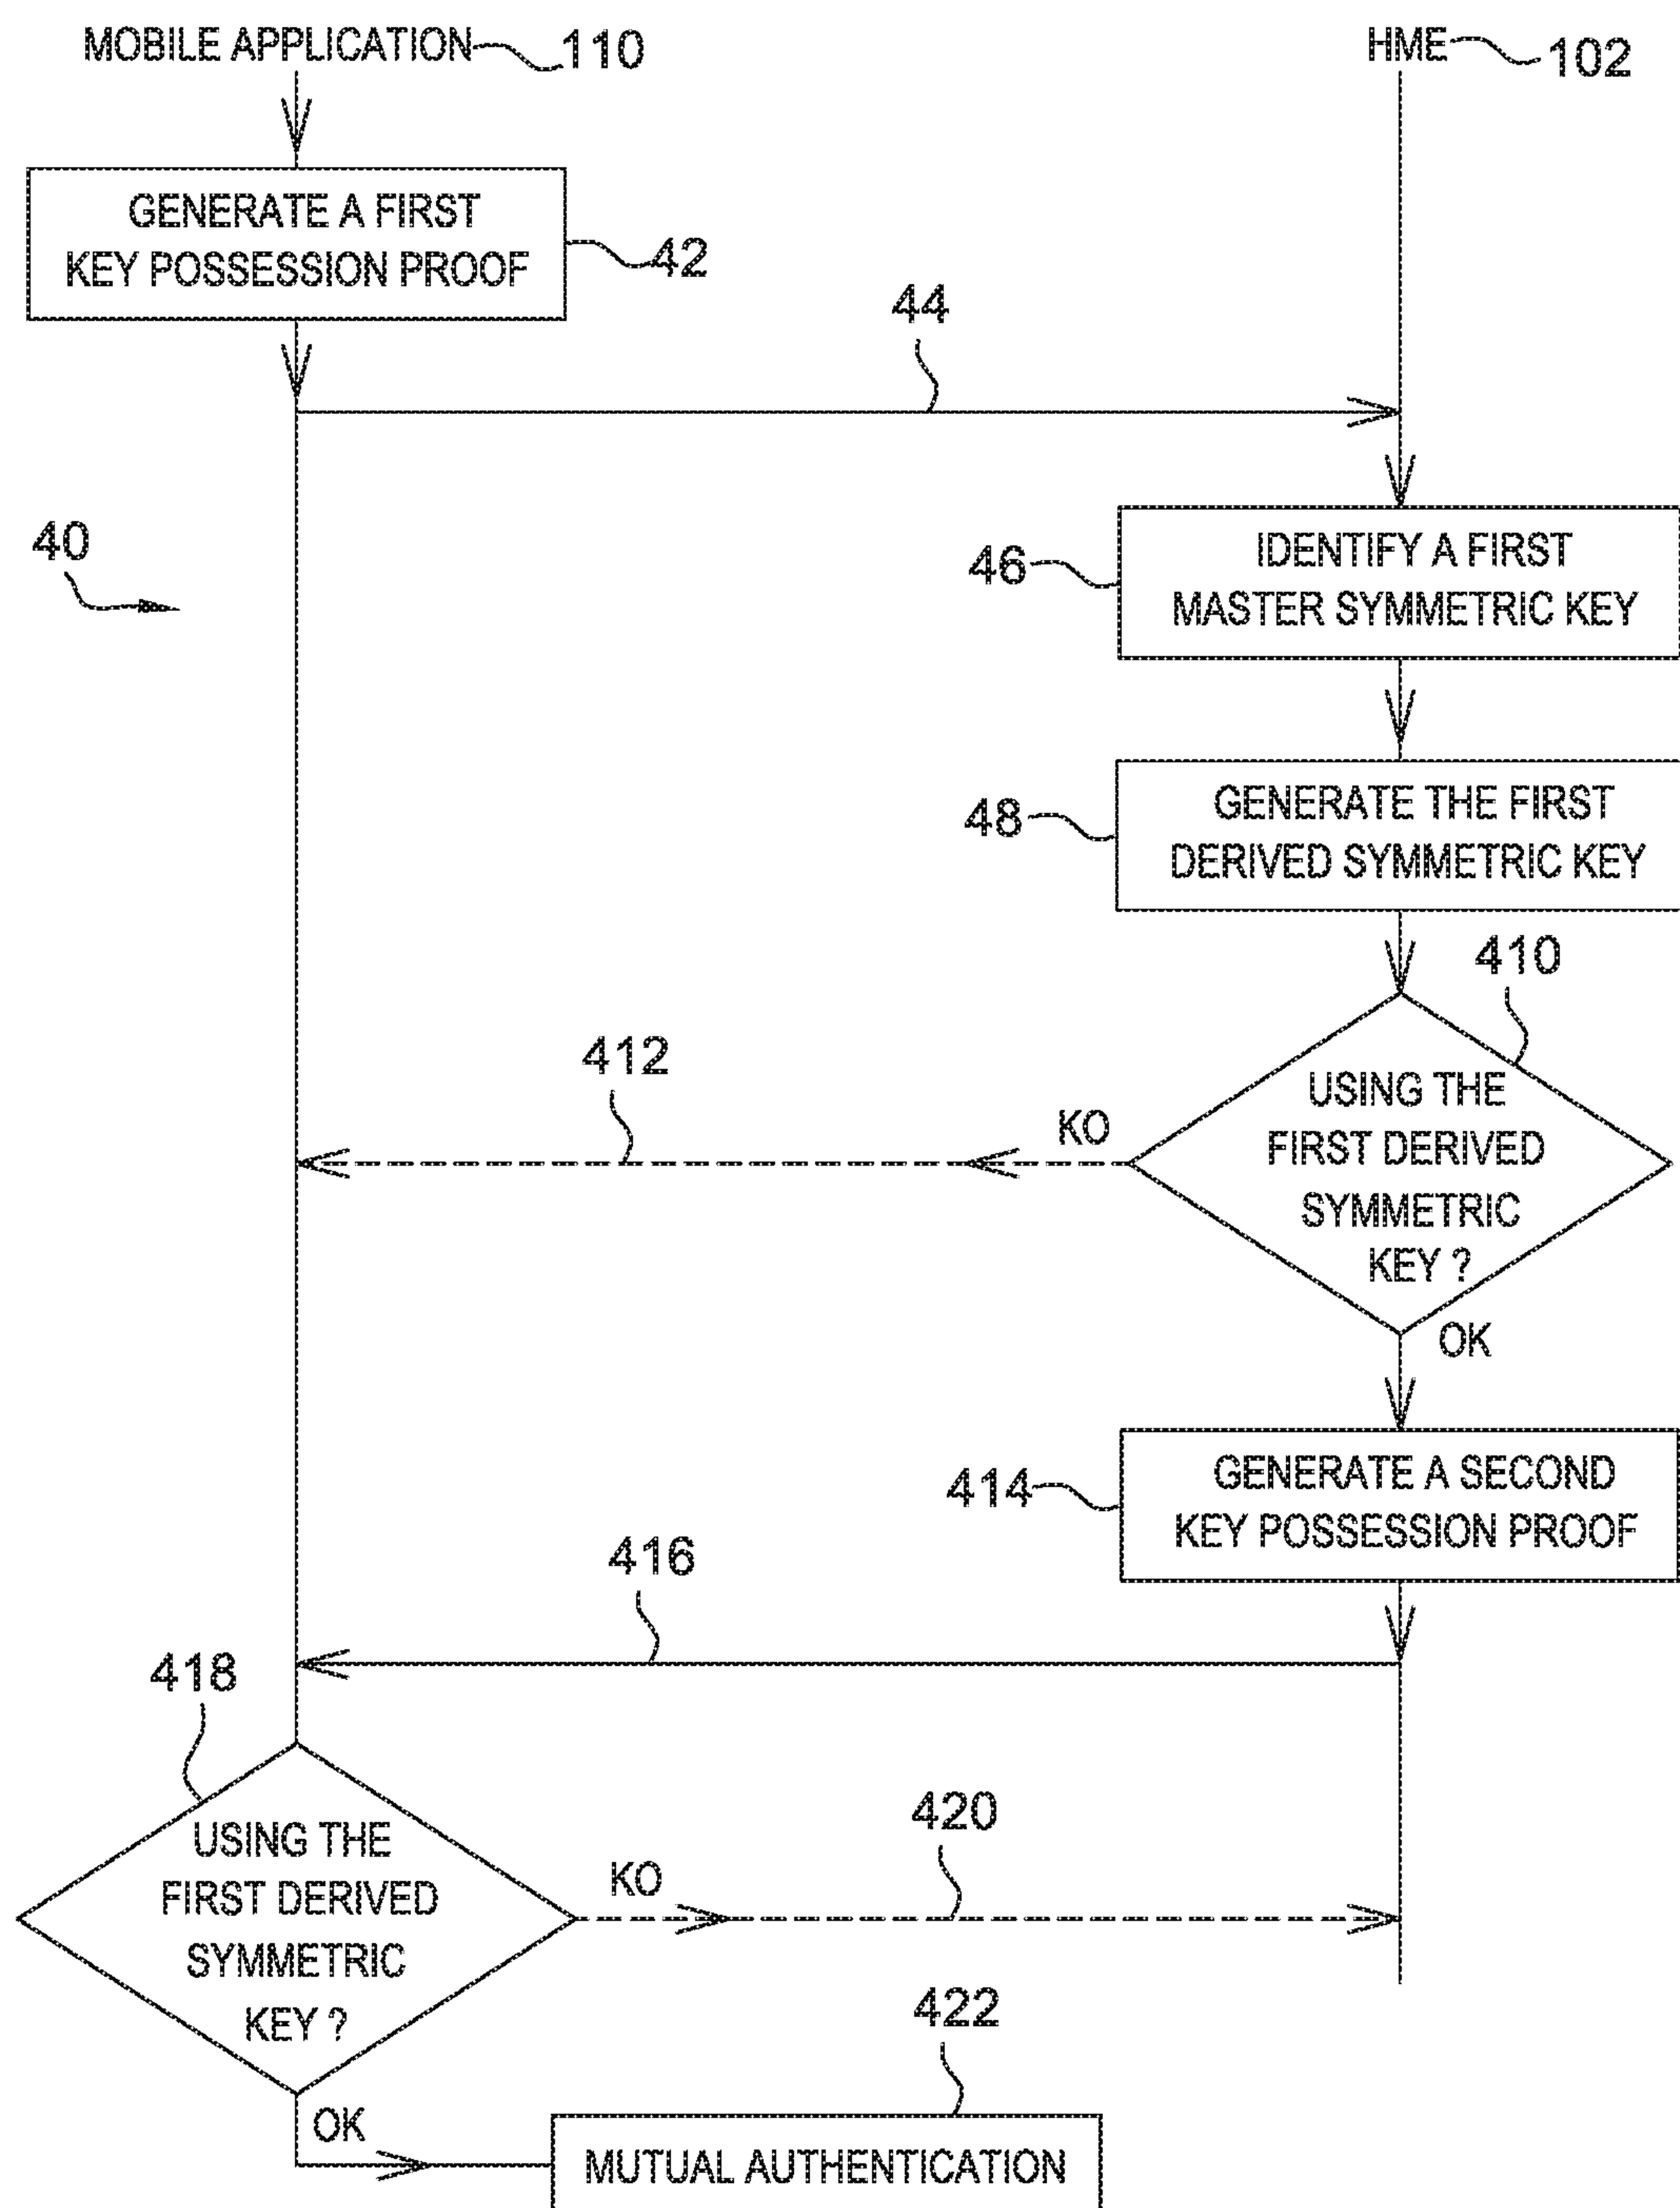 MOBILE APPLICATION 110
HME 102
GENERATE A FIRST
KEY POSSESSION PROOF
42
44
40
46
IDENTIFY A FIRST
MASTER SYMMETRIC KEY
48
GENERATE THE FIRST
DERIVED SYMMETRIC KEY
410
412
KO
USING THE
FIRST DERIVED
SYMMETRIC
KEY ?
OK
414
GENERATE A SECOND
KEY POSSESSION PROOF
416
418
USING THE
FIRST DERIVED
SYMMETRIC
KEY ?
KO
420
422
OK
MUTUAL AUTHENTICATION